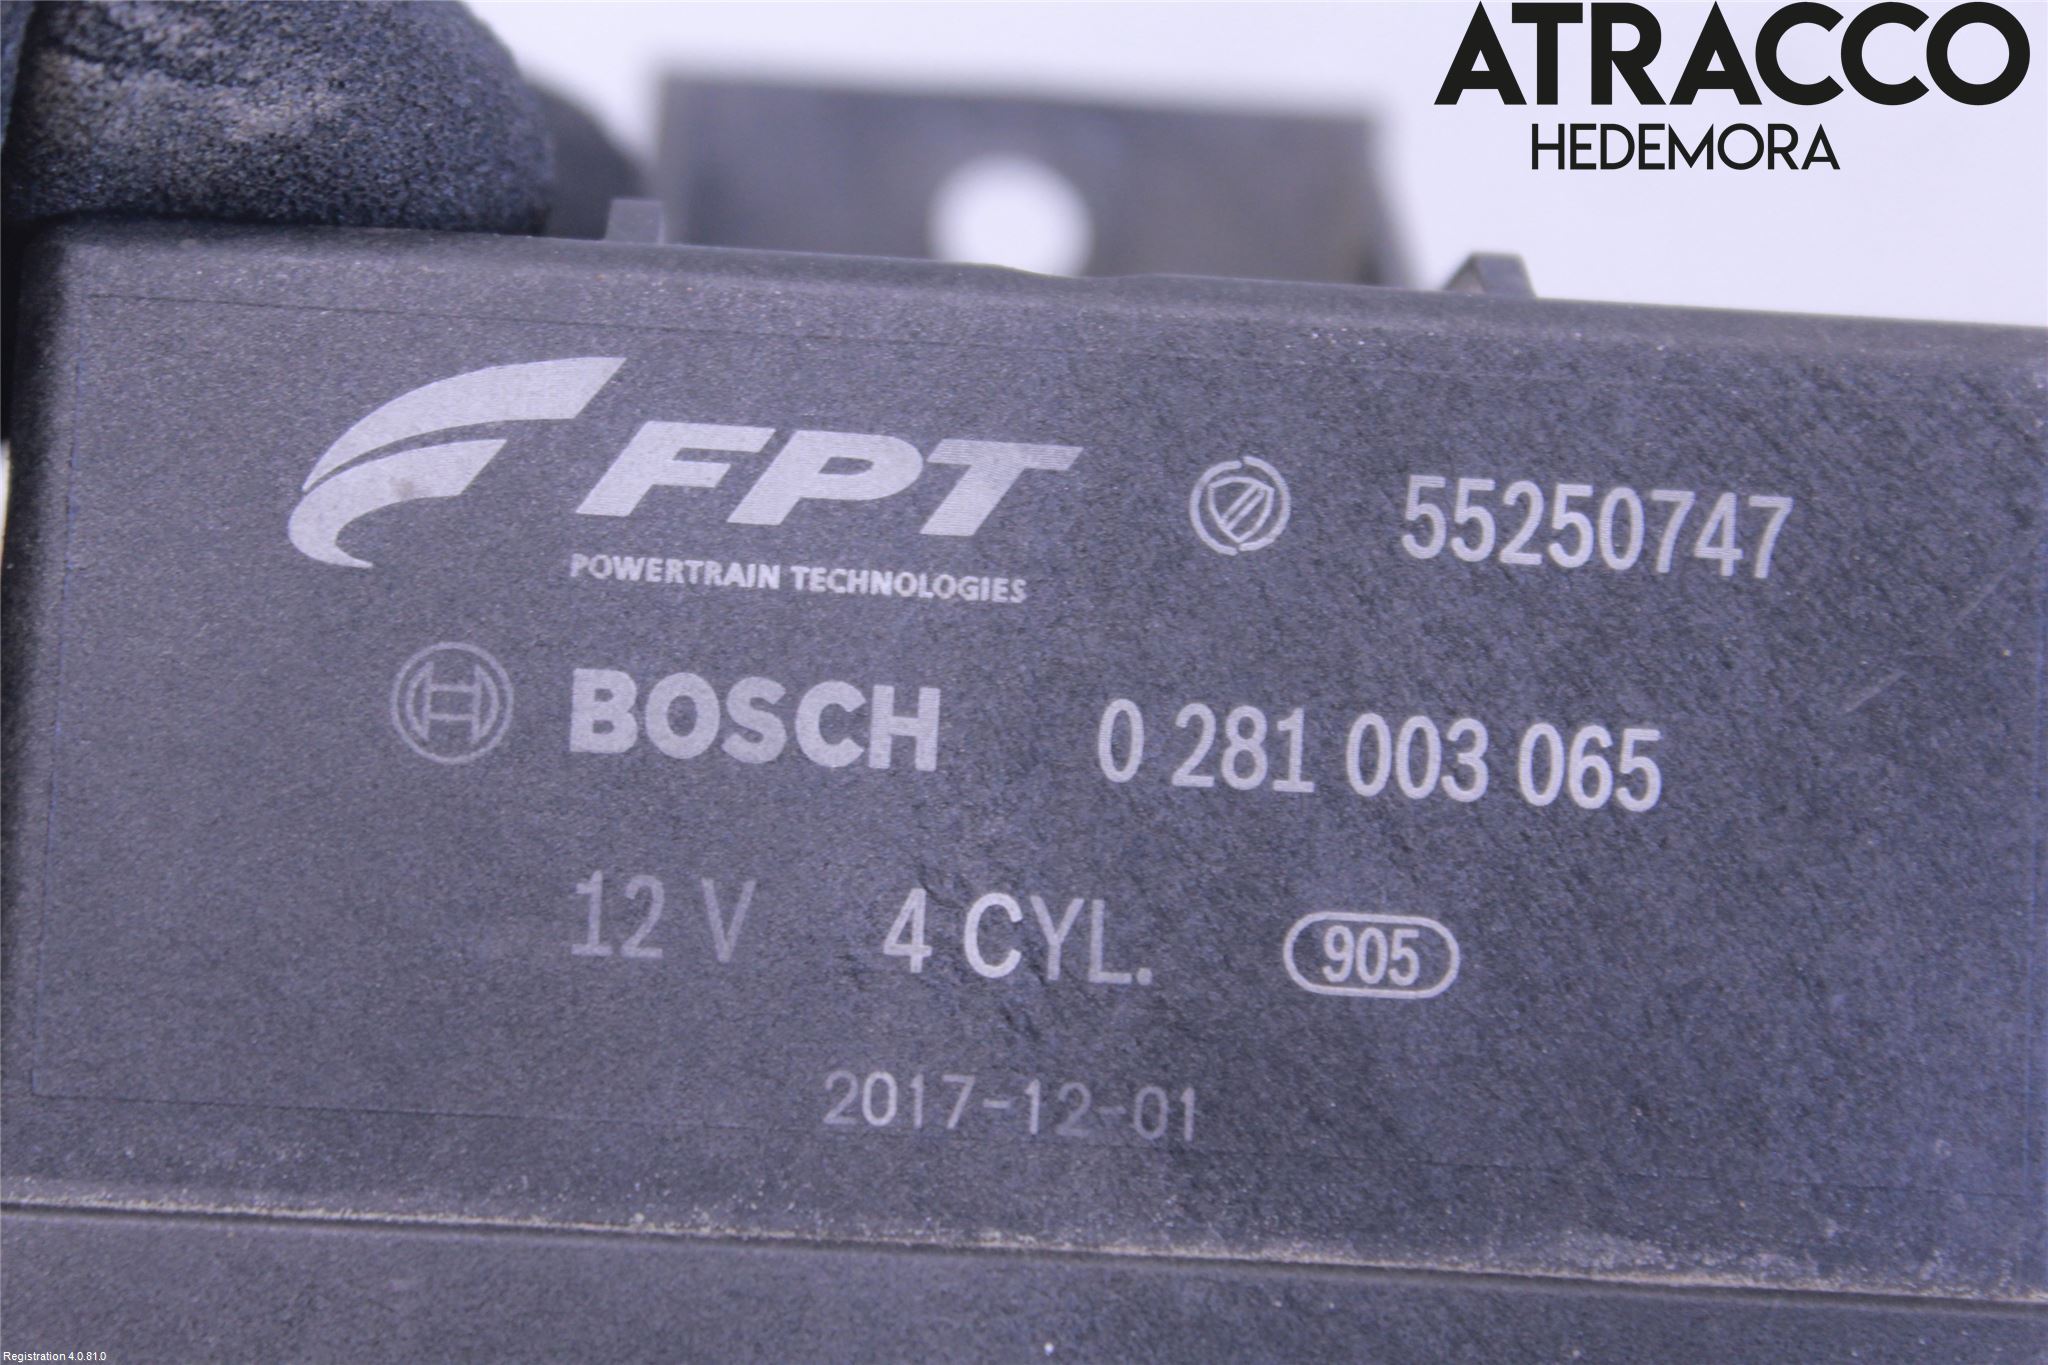 ATRACCO
HEDEMORA
FPT
POWERTRAIN TECHNOLOGIES
55250747
BOSCH 0 281 003 065
12 V 4 CYL. 905
2017-12-01
Registration 4.0.81.0